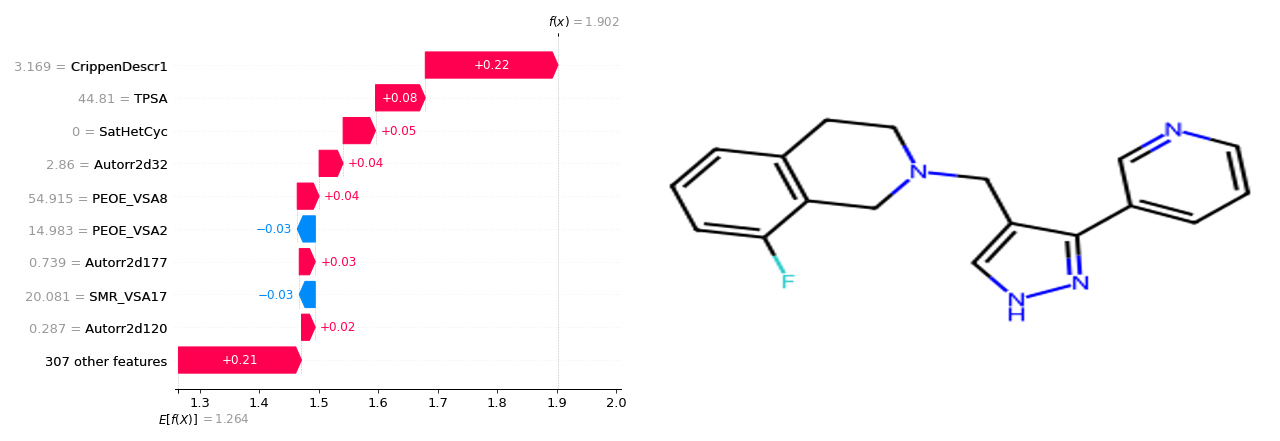 f(x) = 1.902
3.169 = CrippenDescr1
+0.22
44.81 = TPSA
+0.08
0 = SatHetCyc
+0.05
2.86 = Autorr2d32
+0.04
54.915 = PEOE_VSA8
+0.04
14.983 = PEOE_VSA2
−0.03
0.739 = Autorr2d177
+0.03
20.081 = SMR_VSA17
−0.03
0.287 = Autorr2d120
+0.02
307 other features
+0.21
1.3 1.4 1.5 1.6 1.7 1.8 1.9 2.0
E[f(X)] = 1.264
N
N
F
N
N
H